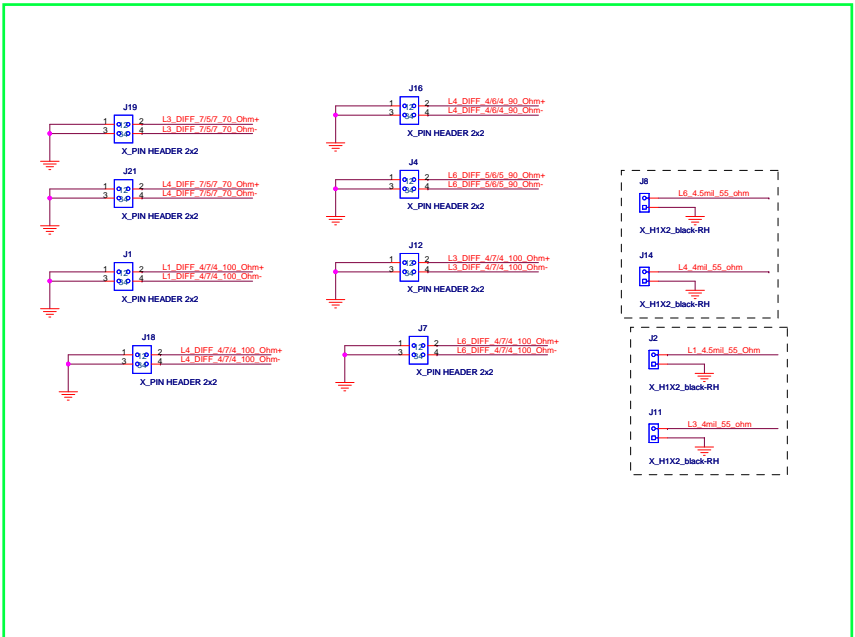 J19
1 2 L3_DIFF_7/5/7_70_Ohm+
3 4 L3_DIFF_7/5/7_70_Ohm-
X_PIN HEADER 2x2
J21
1 2 L4_DIFF_7/5/7_70_Ohm+
3 4 L4_DIFF_7/5/7_70_Ohm-
X_PIN HEADER 2x2
J1
1 2 L1_DIFF_4/7/4_100_Ohm+
3 4 L1_DIFF_4/7/4_100_Ohm-
X_PIN HEADER 2x2
J18
1 2 L4_DIFF_4/7/4_100_Ohm+
3 4 L4_DIFF_4/7/4_100_Ohm-
X_PIN HEADER 2x2
J16
1 2 L4_DIFF_4/6/4_90_Ohm+
3 4 L4_DIFF_4/6/4_90_Ohm-
X_PIN HEADER 2x2
J4
1 2 L6_DIFF_5/6/5_90_Ohm+
3 4 L6_DIFF_5/6/5_90_Ohm-
X_PIN HEADER 2x2
J12
1 2 L3_DIFF_4/7/4_100_Ohm+
3 4 L3_DIFF_4/7/4_100_Ohm-
X_PIN HEADER 2x2
J7
1 2 L6_DIFF_4/7/4_100_Ohm+
3 4 L6_DIFF_4/7/4_100_Ohm-
X_PIN HEADER 2x2
J8
L6_4.5mil_55_ohm
X_H1X2_black-RH
J14
L4_4mil_55_ohm
X_H1X2_black-RH
J2
L1_4.5mil_55_Ohm
X_H1X2_black-RH
J11
L3_4mil_55_ohm
X_H1X2_black-RH